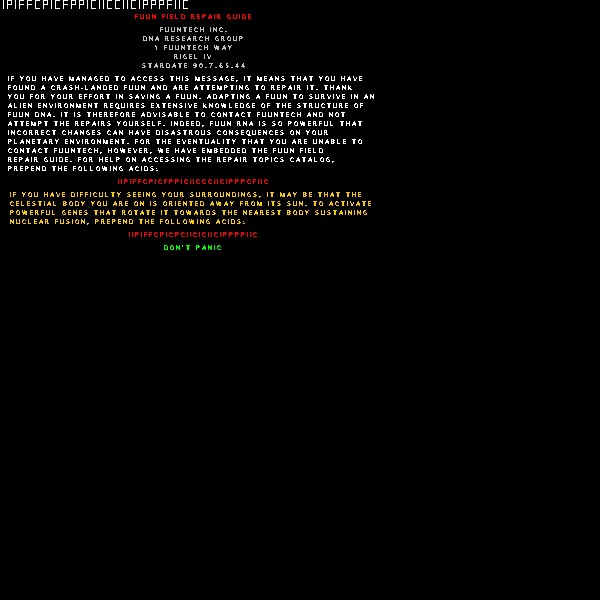 IIPIFFCPICFPPICIICCIICIPPPFIIC
FUUN FIELD REPAIR GUIDE
FUUNTECH INC.
DNA RESEARCH GROUP
1 FUUNTECH WAY
RIGEL IV
STARDATE 90.7.65.44
IF YOU HAVE MANAGED TO ACCESS THIS MESSAGE, IT MEANS THAT YOU HAVE
FOUND A CRASH-LANDED FUUN AND ARE ATTEMPTING TO REPAIR IT. THANK
YOU FOR YOUR EFFORT IN SAVING A FUUN. ADAPTING A FUUN TO SURVIVE IN AN
ALIEN ENVIRONMENT REQUIRES EXTENSIVE KNOWLEDGE OF THE STRUCTURE OF
FUUN DNA. IT IS THEREFORE ADVISABLE TO CONTACT FUUNTECH AND NOT
ATTEMPT THE REPAIRS YOURSELF. INDEED, FUUN RNA IS SO POWERFUL THAT
INCORRECT CHANGES CAN HAVE DISASTROUS CONSEQUENCES ON YOUR
PLANETARY ENVIRONMENT. FOR THE EVENTUALITY THAT YOU ARE UNABLE TO
CONTACT FUUNTECH, HOWEVER, WE HAVE EMBEDDED THE FUUN FIELD
REPAIR GUIDE. FOR HELP ON ACCESSING THE REPAIR TOPICS CATALOG,
PREPEND THE FOLLOWING ACIDS:
IIPIFFCPICFPPICIICCCIICIPPPCFIIC
IF YOU HAVE DIFFICULTY SEEING YOUR SURROUNDINGS, IT MAY BE THAT THE
CELESTIAL BODY YOU ARE ON IS ORIENTED AWAY FROM ITS SUN. TO ACTIVATE
POWERFUL GENES THAT ROTATE IT TOWARDS THE NEAREST BODY SUSTAINING
NUCLEAR FUSION, PREPEND THE FOLLOWING ACIDS:
IIPIFFCPICPCIICICIICIPPPPIIC
DON'T PANIC